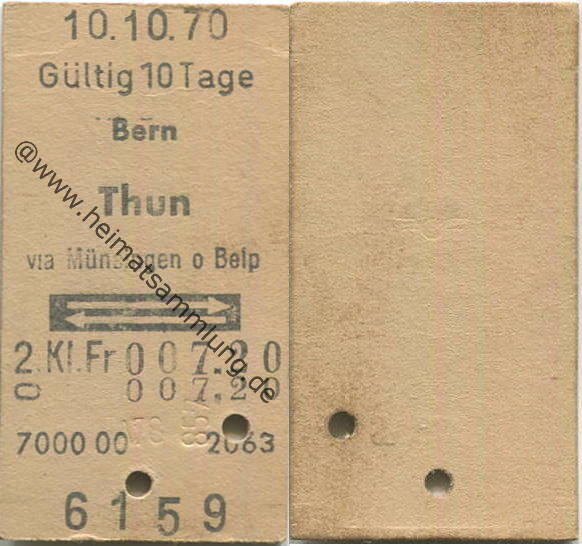 10.10.70
Gültig 10 Tage
Bern
Thun
via Münsingen o Belp
2. Kl. Fr 007.20
0 007.20
7000 00 2063
6159
@www.heimatsammlung.de